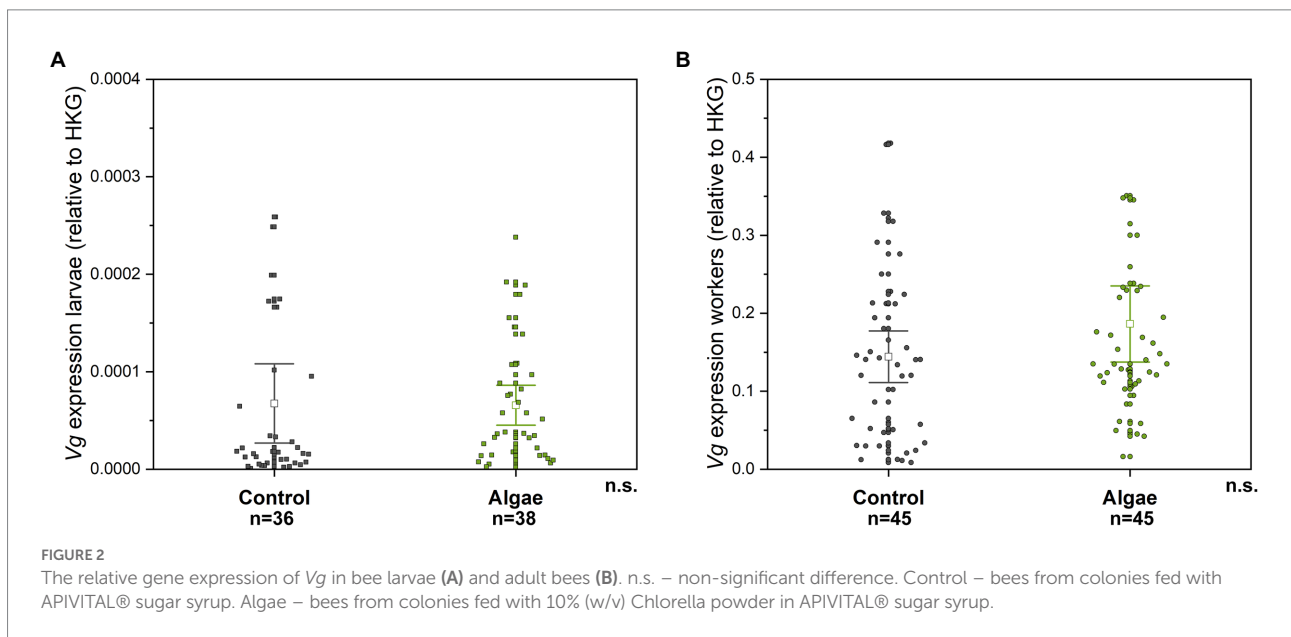 A
Vg expression larvae (relative to HKG)
0.0004
0.0003
0.0002
0.0001
0.0000
Control
n=36
Algae
n=38
n.s.
B
Vg expression workers (relative to HKG)
0.5
0.4
0.3
0.2
0.1
0.0
Control
n=45
Algae
n=45
n.s.
FIGURE 2
The relative gene expression of Vg in bee larvae (A) and adult bees (B). n.s. – non-significant difference. Control – bees from colonies fed with
APIVITAL® sugar syrup. Algae – bees from colonies fed with 10% (w/v) Chlorella powder in APIVITAL® sugar syrup.